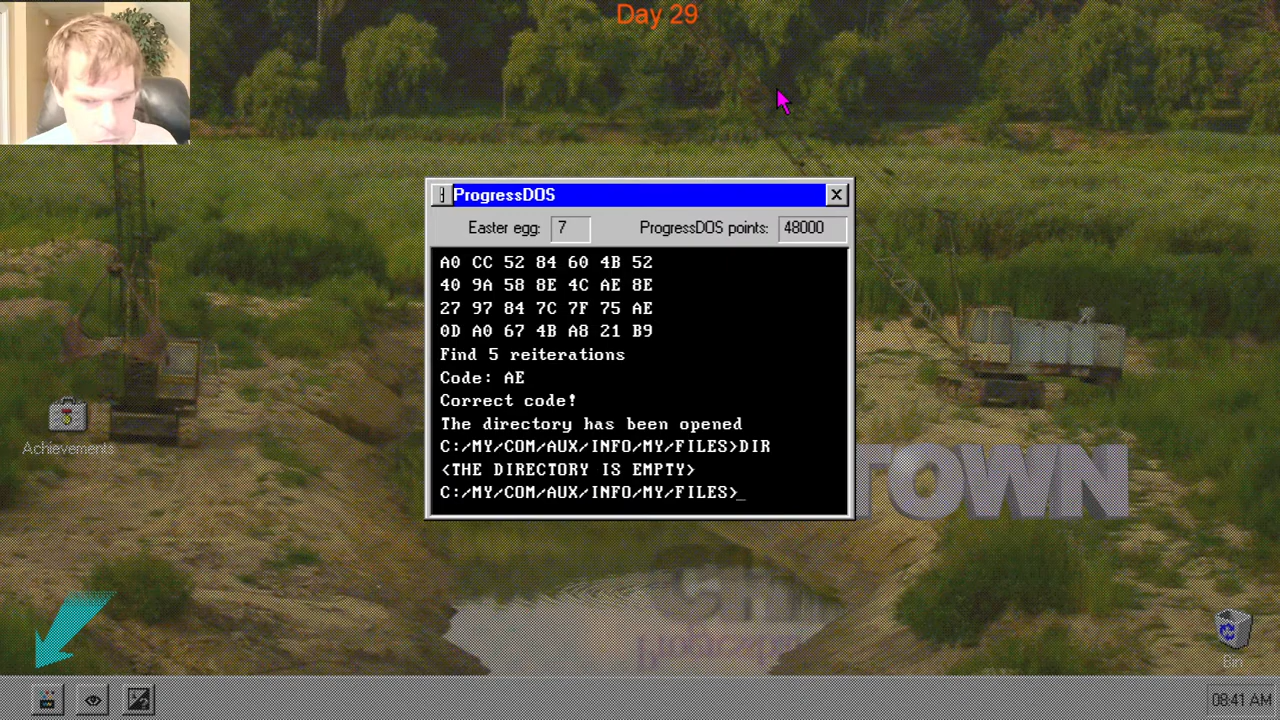 Day 29
ProgressDOS
Easter egg: 7 ProgressDOS points: 48000
A0 CC 52 84 60 4B 52
40 9A 58 8E 4C AE 8E
27 97 84 7C 7F 75 AE
0D A0 67 4B A8 21 B9
Find 5 reiterations
Code: AE
Correct code!
The directory has been opened
C:/MY/COM/AUX/INFO/MY/FILES>DIR
<THE DIRECTORY IS EMPTY>
C:/MY/COM/AUX/INFO/MY/FILES>_
Achievements
TOWN
Bin
08:41 AM